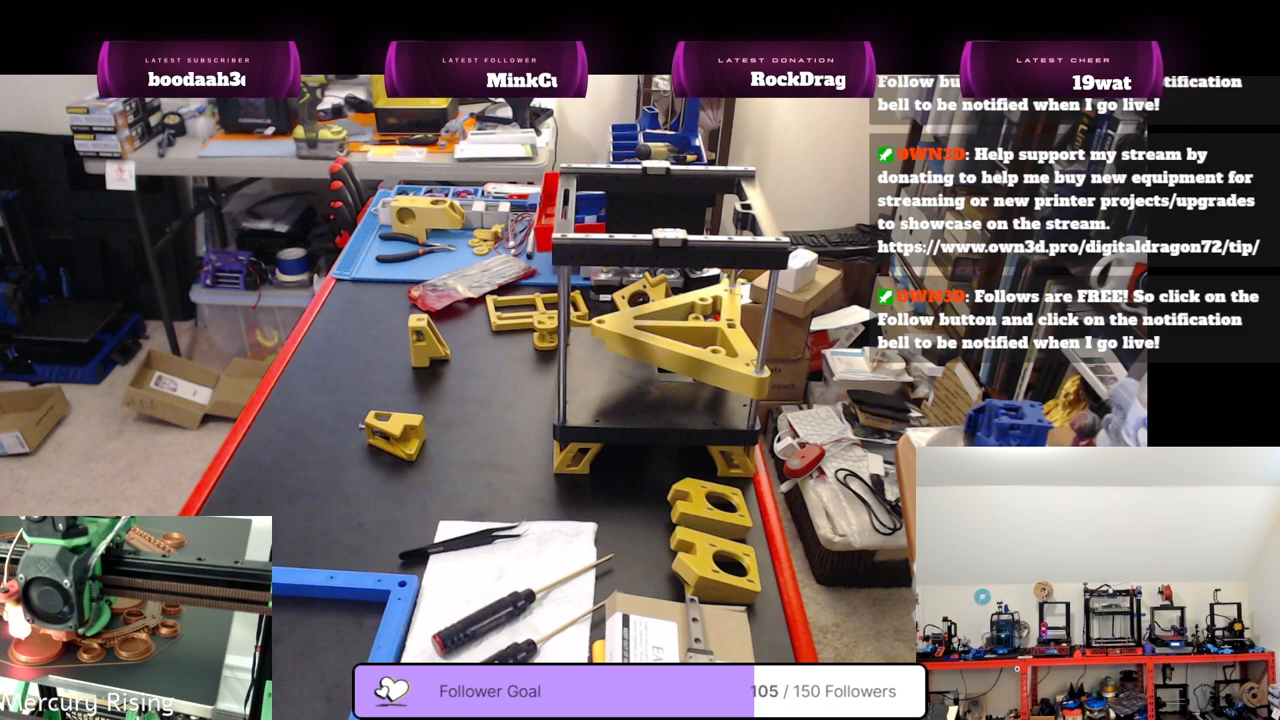 LATEST SUBSCRIBER
boodaah3
LATEST FOLLOWER
MinkCu
LATEST DONATION
RockDrag
LATEST CHEER
19wat
Follow bu tification
bell to be notified when I go live!
OWN3D: Help support my stream by
donating to help me buy new equipment for
streaming or new printer projects/upgrades
to showcase on the stream.
https://www.own3d.pro/digitaldragon72/tip/
OWN3D: Follows are FREE! So click on the
Follow button and click on the notification
bell to be notified when I go live!
Mercury Rising
Follower Goal
105 / 150 Followers